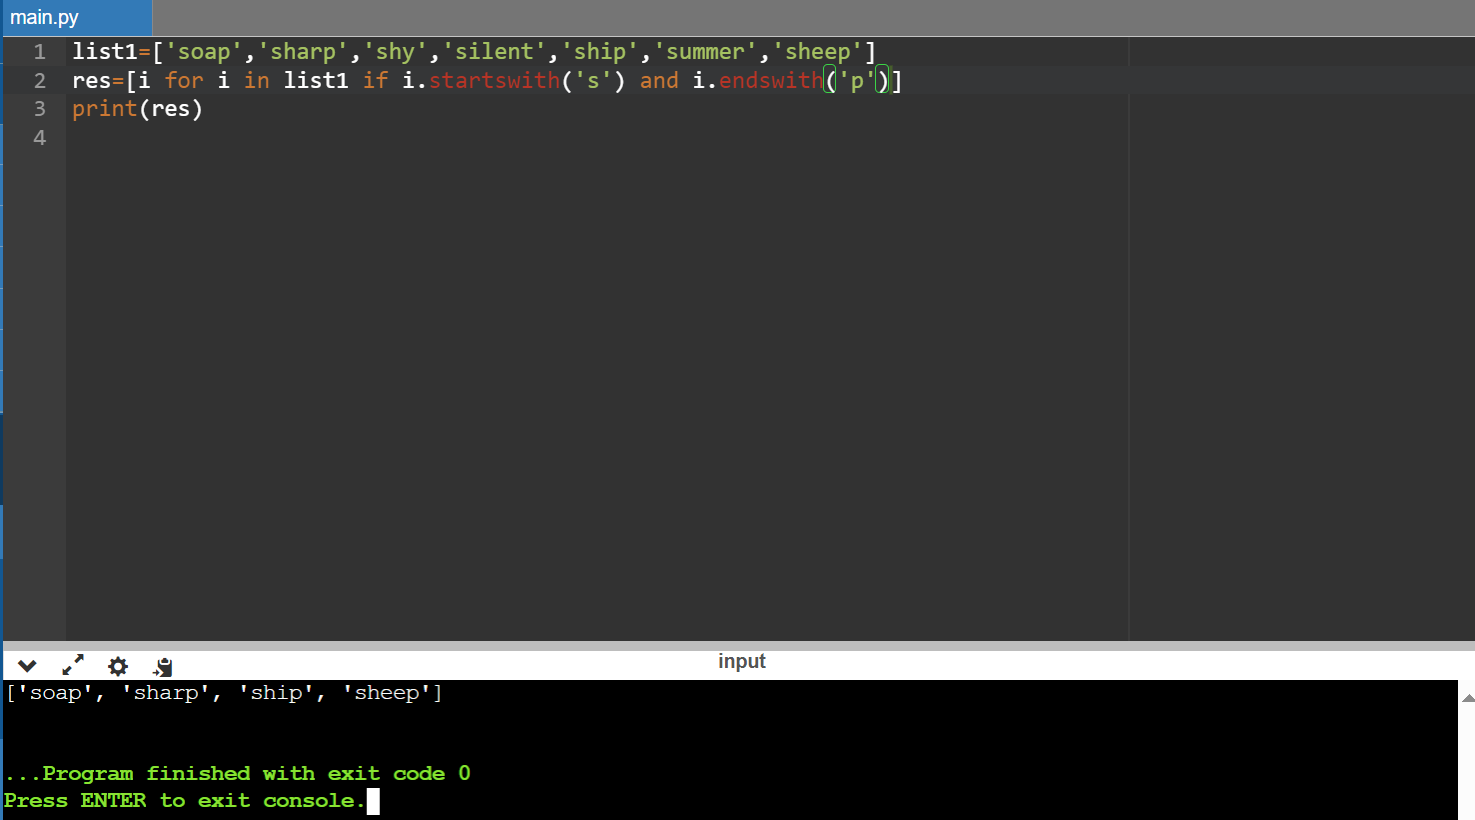 main.py
1 list1=['soap','sharp','shy','silent','ship','summer','sheep']
2 res=[i for i in list1 if i.startswith('s') and i.endswith('p')]
3 print(res)
4
input
['soap', 'sharp', 'ship', 'sheep']
...Program finished with exit code 0
Press ENTER to exit console.